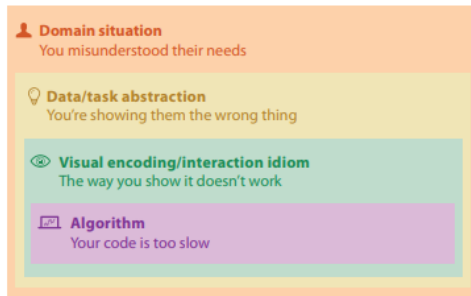 Domain situation
You misunderstood their needs
Data/task abstraction
You're showing them the wrong thing
Visual encoding/interaction idiom
The way you show it doesn't work
Algorithm
Your code is too slow